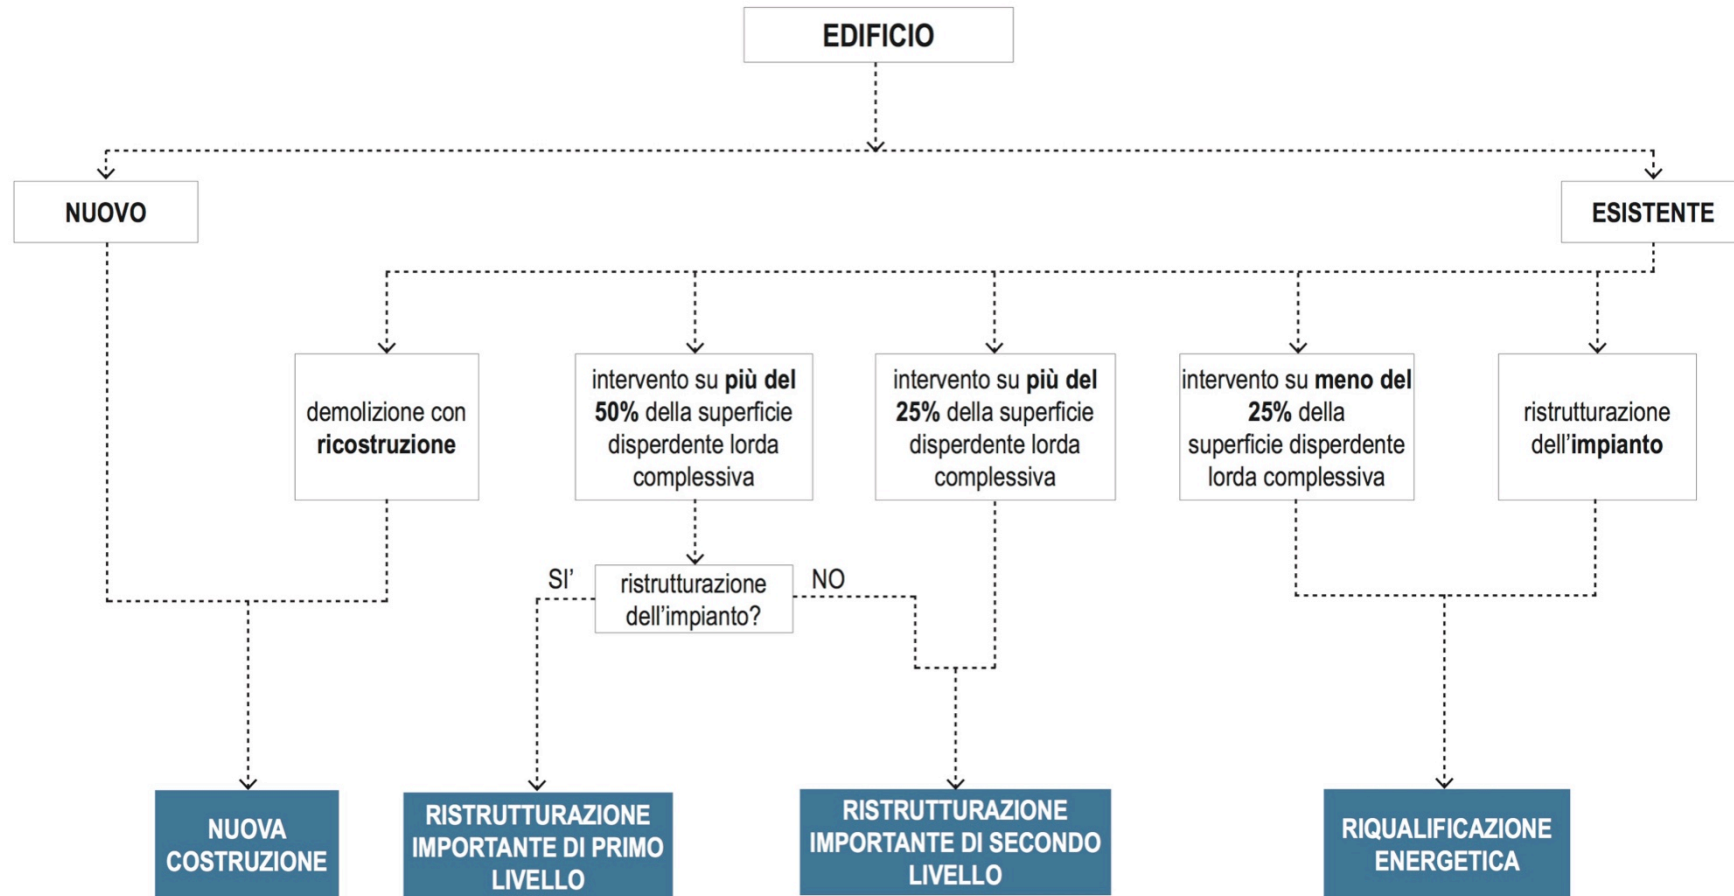 EDIFICIO
NUOVO
ESISTENTE
demolizione con
ricostruzione
intervento su più del
50% della superficie
disperdente lorda
complessiva
intervento su più del
25% della superficie
disperdente lorda
complessiva
intervento su meno del
25% della
superficie disperdente
lorda complessiva
ristrutturazione
dell'impianto
SI'
ristrutturazione
dell'impianto?
NO
NUOVA
COSTRUZIONE
RISTRUTTURAZIONE
IMPORTANTE DI PRIMO
LIVELLO
RISTRUTTURAZIONE
IMPORTANTE DI SECONDO
LIVELLO
RIQUALIFICAZIONE
ENERGETICA